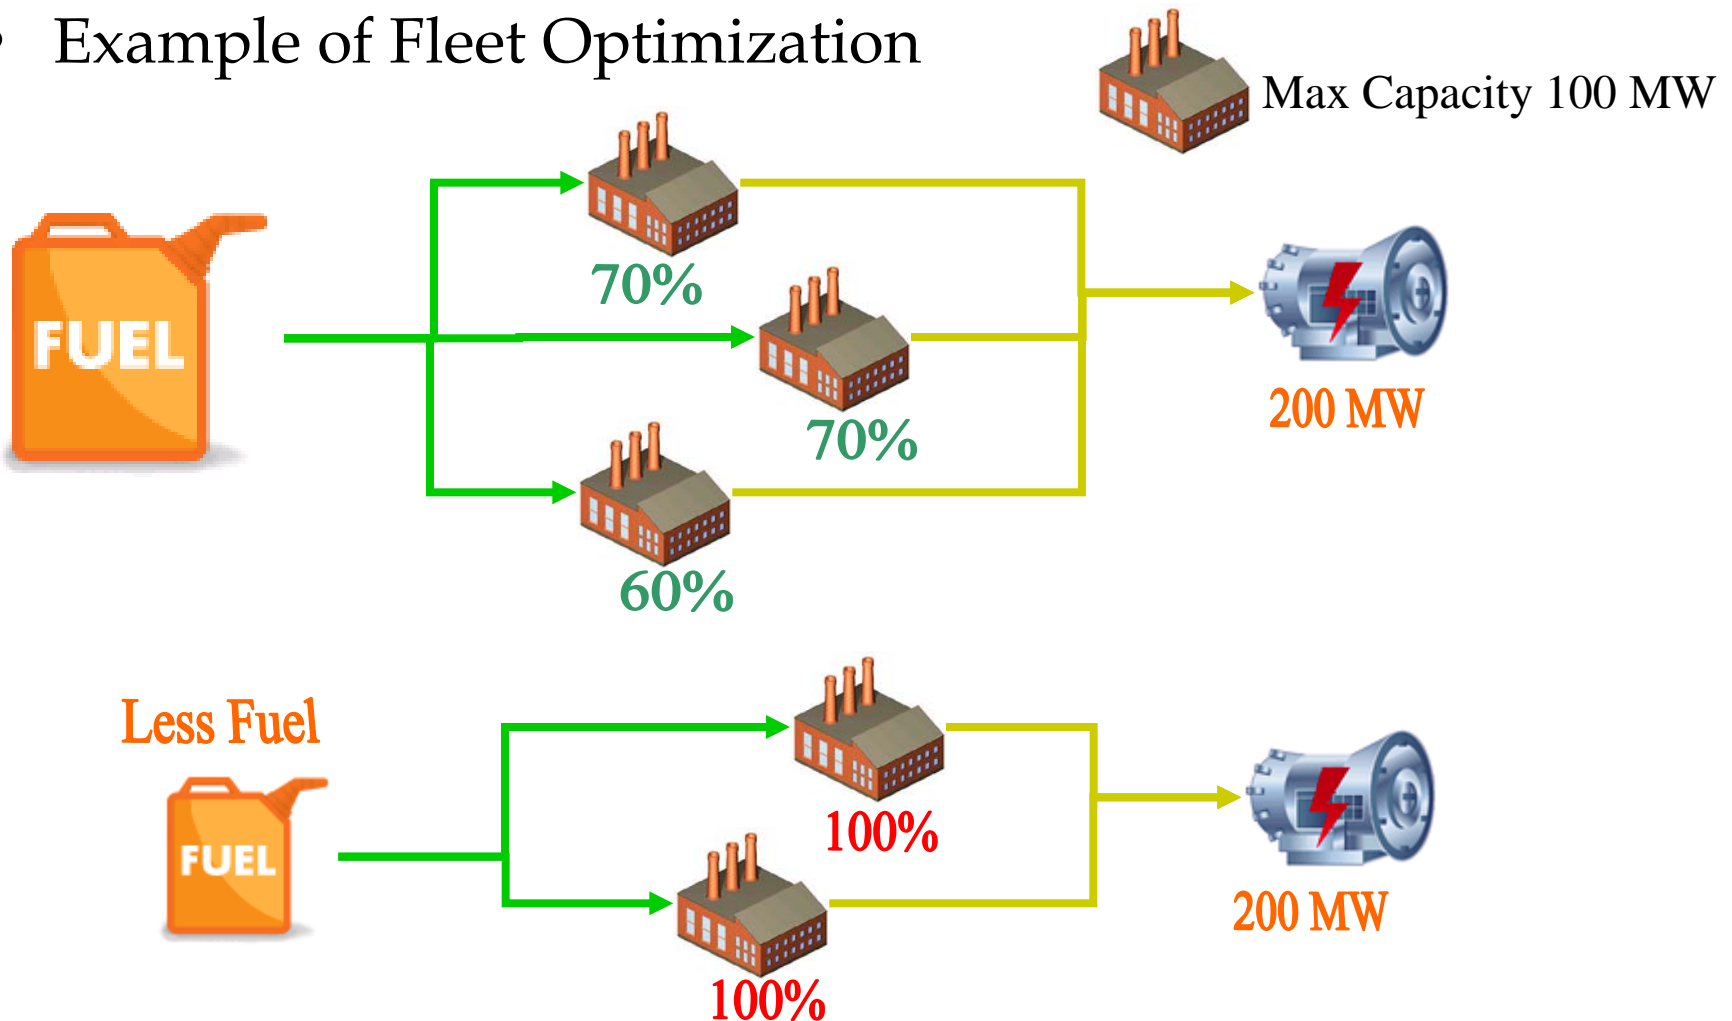 • Example of Fleet Optimization
Max Capacity 100 MW
70%
FUEL
70%
200 MW
60%
Less Fuel
FUEL
100%
200 MW
100%